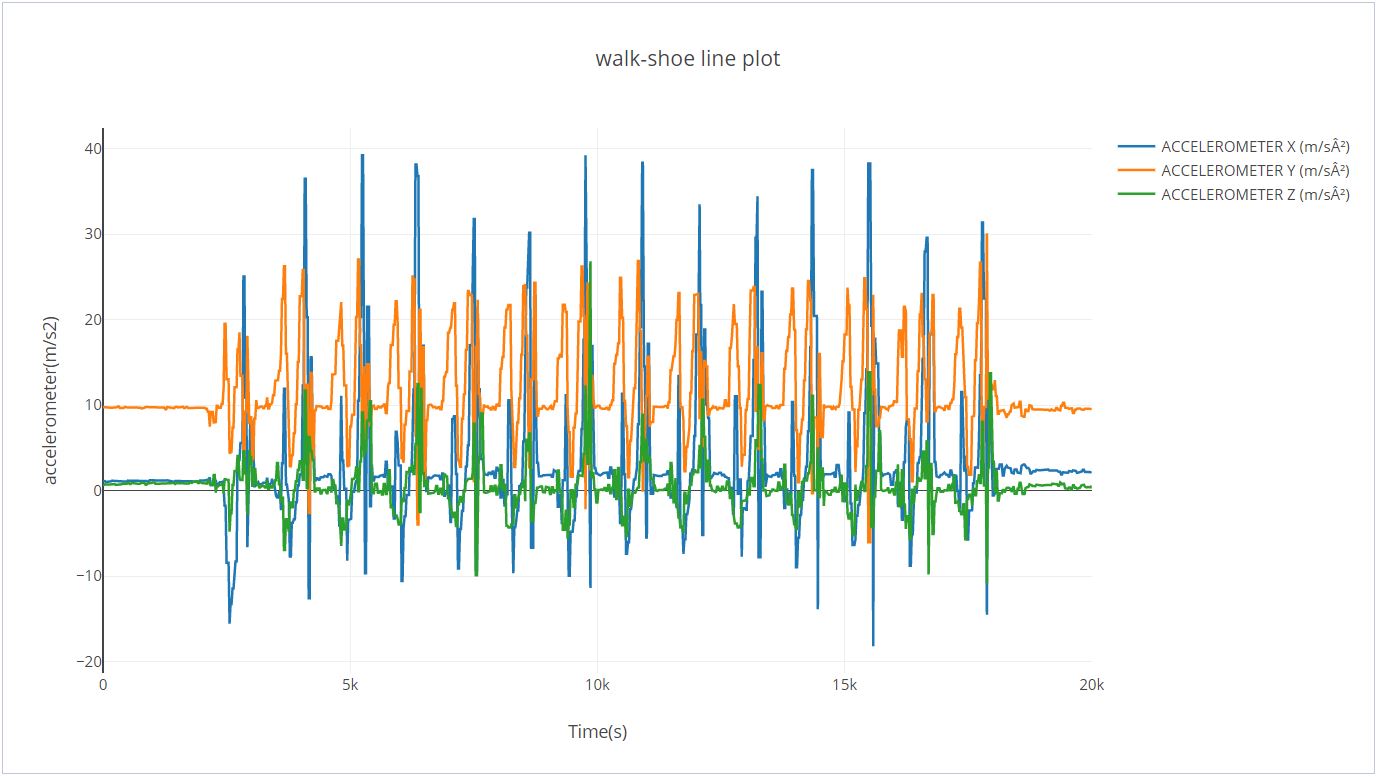 walk-shoe line plot
ACCELEROMETER X (m/sÂ²)
ACCELEROMETER Y (m/sÂ²)
ACCELEROMETER Z (m/sÂ²)
accelerometer(m/s2)
40
30
20
10
0
−10
−20
0
5k
10k
15k
20k
Time(s)